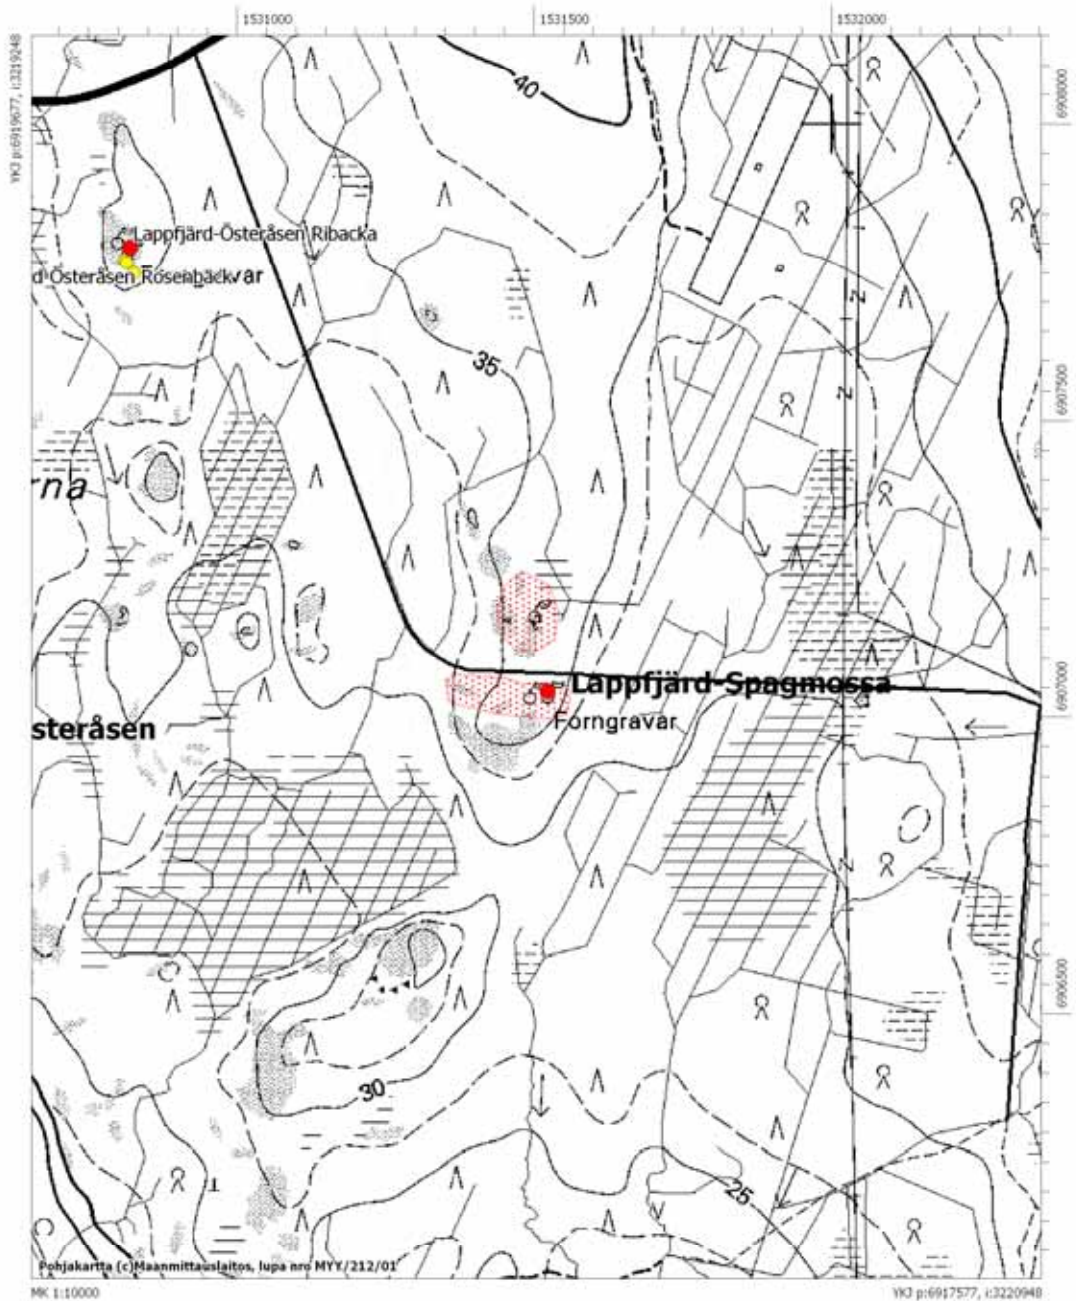 1531000
1531500
1532000
YKJ p:6919677, i:3219248
6908000
40
Lappfjärd-Österåsen Ribacka
d Österåsen Rosenbäck var
35
6907500
rna
6907000
Lappfjärd-Spagmossa
Forngravar
steråsen
6906500
30
25
Pohjakartta (c)Maanmittauslaitos, lupa nro MYY/212/01
MK 1:10000
YKJ p:6917577, i:3220948